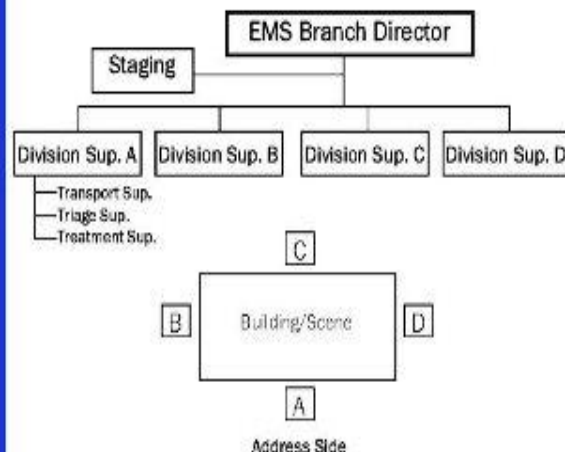 EMS Branch Director
Staging
Division Sup. A
Division Sup. B
Division Sup. C
Division Sup. D
Transport Sup.
Triage Sup.
Treatment Sup.
C
B
Building/Scene
D
A
Address Side